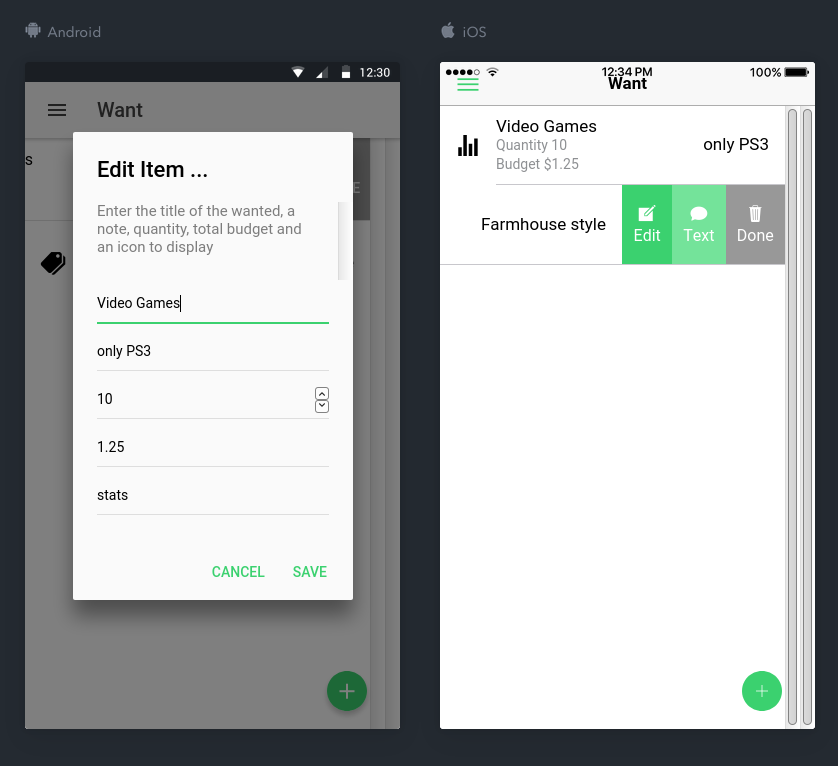 Android
12:30
Want
s
E
Edit Item ...
Enter the title of the wanted, a
note, quantity, total budget and
an icon to display
Video Games
only PS3
10
1.25
stats
CANCEL SAVE
iOS
12:34 PM 100%
Want
Video Games
Quantity 10
Budget $1.25
only PS3
Farmhouse style
Edit Text Done